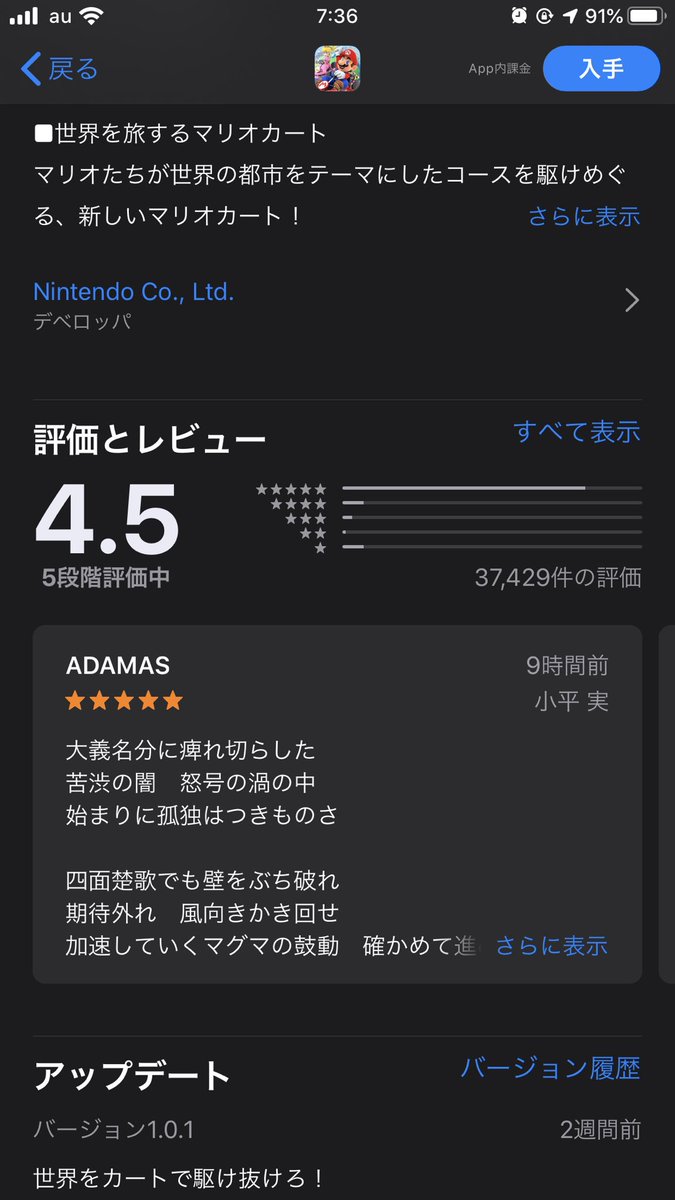 au 7:36 91%
戻る App内課金 入手
■世界を旅するマリオカート
マリオたちが世界の都市をテーマにしたコースを駆けめぐ
る、新しいマリオカート！ さらに表示
Nintendo Co., Ltd.
デベロッパ
評価とレビュー すべて表示
4.5
★★★★★
★★★★
★★★
★★
★
5段階評価中 37,429件の評価
ADAMAS 9時間前
★★★★★ 小平 実
大義名分に痺れ切らした
苦渋の闇　怒号の渦の中
始まりに孤独はつきものさ
四面楚歌でも壁をぶち破れ
期待外れ　風向きかき回せ
加速していくマグマの鼓動　確かめて進 さらに表示
アップデート バージョン履歴
バージョン1.0.1 2週間前
世界をカートで駆け抜けろ！